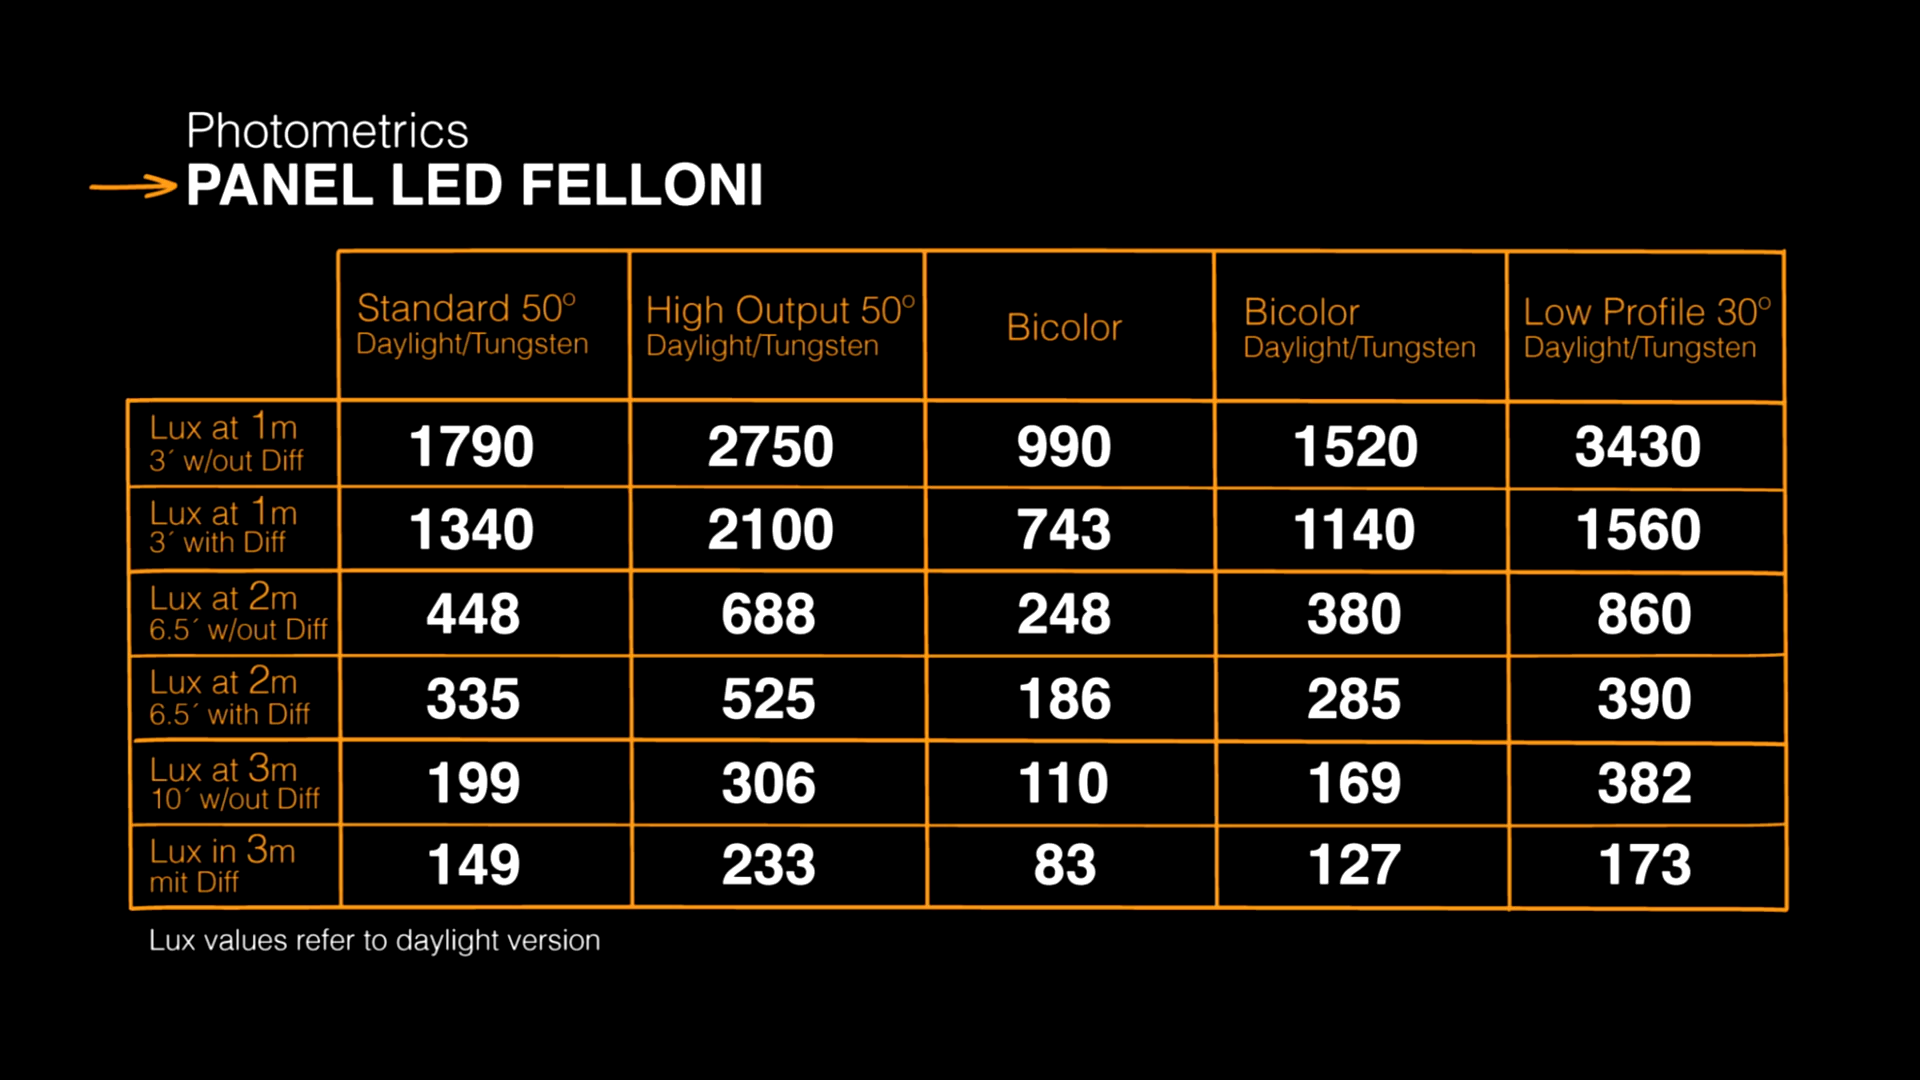 Photometrics
PANEL LED FELLONI
Standard 50º
Daylight/Tungsten
High Output 50º
Daylight/Tungsten
Bicolor
Bicolor
Daylight/Tungsten
Low Profile 30º
Daylight/Tungsten
Lux at 1m
3´ w/out Diff
1790 2750 990 1520 3430
Lux at 1m
3´ with Diff
1340 2100 743 1140 1560
Lux at 2m
6.5´ w/out Diff
448 688 248 380 860
Lux at 2m
6.5´ with Diff
335 525 186 285 390
Lux at 3m
10´ w/out Diff
199 306 110 169 382
Lux in 3m
mit Diff
149 233 83 127 173
Lux values refer to daylight version